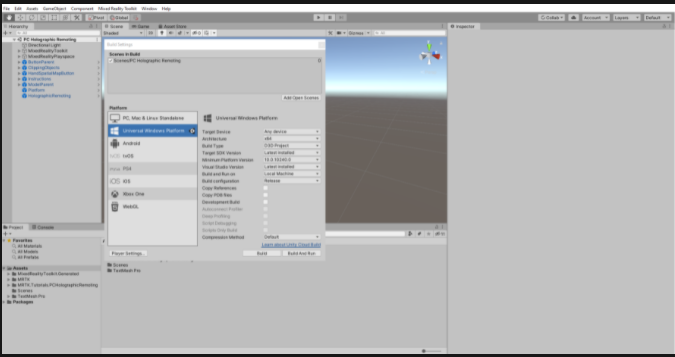 File Edit Assets GameObject Component Mixed Reality Toolkit Window Help
Pivot Global
Collab Account Layers Default
Hierarchy
Scene Game Asset Store
Inspector
All
Shaded 2D
Gizmos All
PC Holographic Remoting
Directional Light
MixedRealityToolkit
MixedRealityPlayspace
ButtonParent
ClippingObjects
Instructions
ModelParent
Platform
HolographicRemoting
Build Settings
Scenes In Build
Scenes/PC Holographic Remoting 0
Add Open Scenes
Platform
PC, Mac & Linux Standalone
Universal Windows Platform
Android
tvOS
PS4
iOS iOS
Xbox One
WebGL
Universal Windows Platform
Target Device Any device
Architecture x64
Build Type D3D Project
Target SDK Version Latest installed
Minimum Platform Version 10.0.10240.0
Visual Studio Version Latest installed
Build and Run on Local Machine
Build configuration Release
Copy References
Copy PDB files
Development Build
Autoconnect Profiler
Deep Profiling
Script Debugging
Scripts Only Build
Compression Method Default
Learn about Unity Cloud Build
Player Settings...
Build Build And Run
Project Console
Favorites
All Materials
All Models
All Prefabs
Assets
MixedRealityToolkit.Generated
MRTK
MRTK.Tutorials.PCHolographicRemoting
Scenes
TextMesh Pro
Packages
Scenes
TextMesh Pro